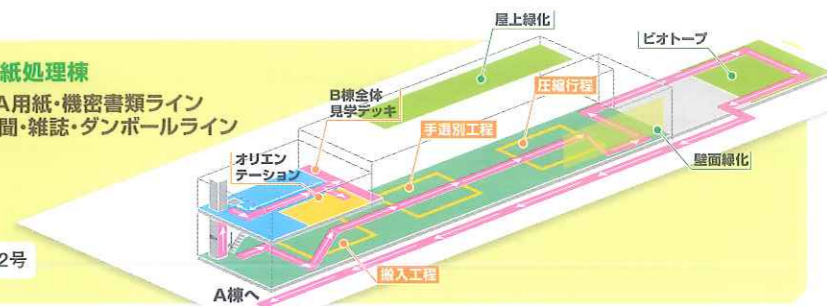 紙処理棟
A用紙・機密書類ライン
聞・雑誌・ダンボールライン
2号
屋上緑化
ビオトープ
圧縮行程
B棟全体
見学デッキ
手選別工程
オリエン
テーション
壁面緑化
搬入工程
A棟へ